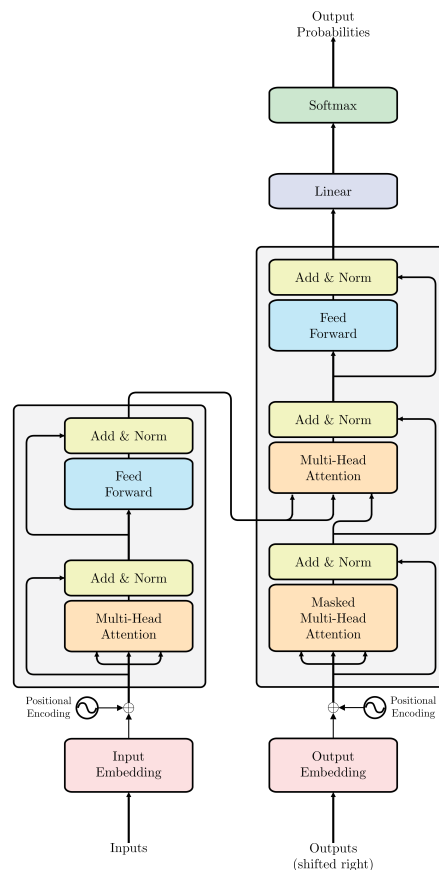 Output
Probabilities
Softmax
Linear
Add & Norm
Feed
Forward
Add & Norm
Multi-Head
Attention
Add & Norm
Masked
Multi-Head
Attention
Positional
Encoding
Output
Embedding
Outputs
(shifted right)
Add & Norm
Feed
Forward
Add & Norm
Multi-Head
Attention
Positional
Encoding
Input
Embedding
Inputs